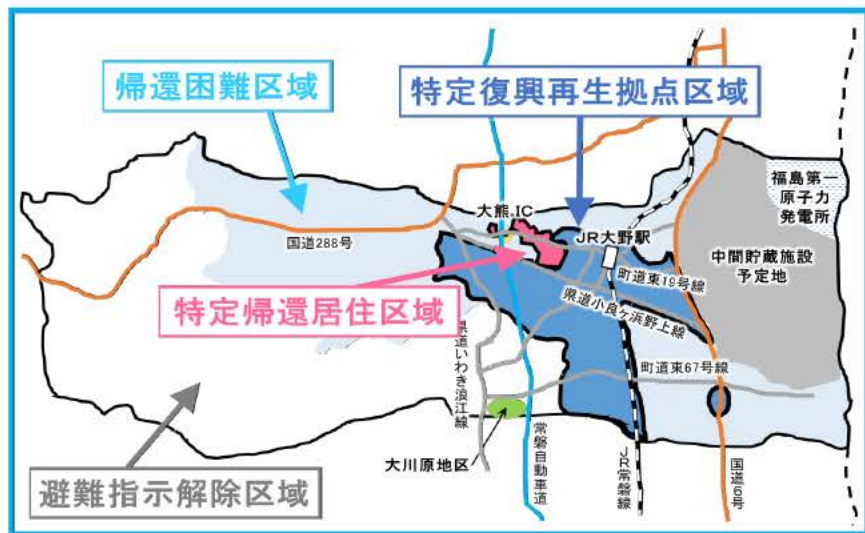 帰還困難区域
特定復興再生拠点区域
福島第一
原子力
発電所
大熊IC
JR大野駅
国道288号
中間貯蔵施設
予定地
町道東19号線
特定帰還居住区域
県道小良ヶ浜野上線
県道いわき浪江線
町道東67号線
大川原地区
常磐自動車道
JR常磐線
国道6号
避難指示解除区域